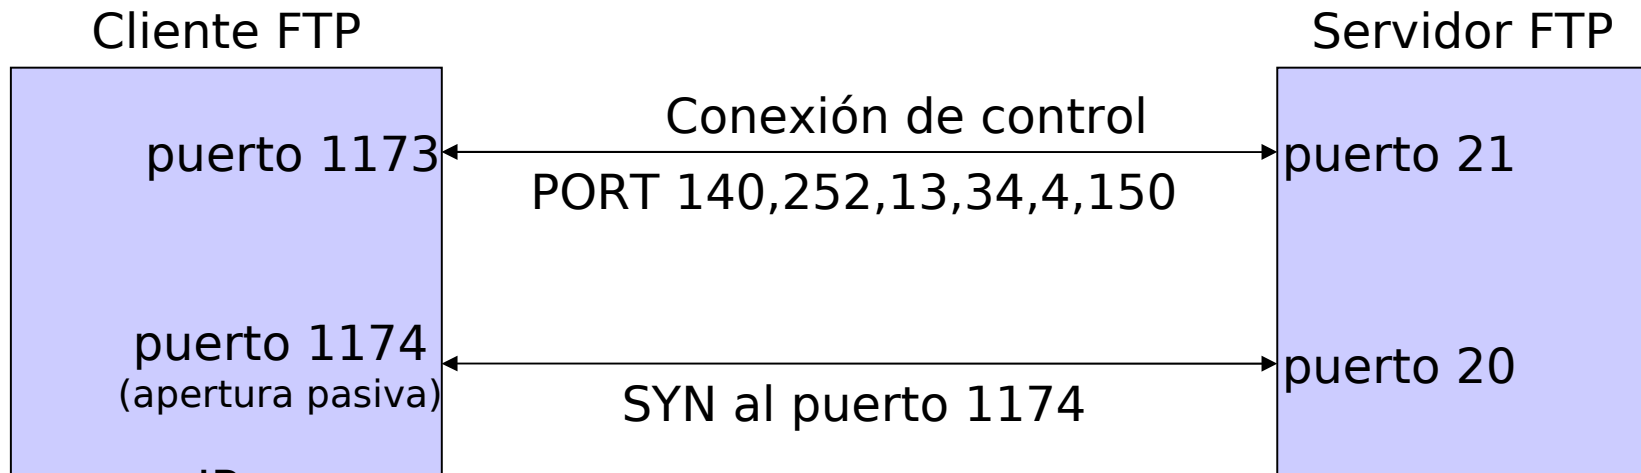 Cliente FTP
Servidor FTP
Conexión de control
puerto 1173
puerto 21
PORT 140,252,13,34,4,150
puerto 1174
(apertura pasiva)
puerto 20
SYN al puerto 1174